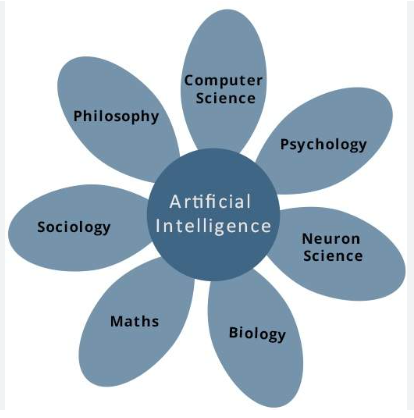 Computer
Science
Philosophy
Psychology
Artificial
Intelligence
Sociology
Neuron
Science
Maths
Biology